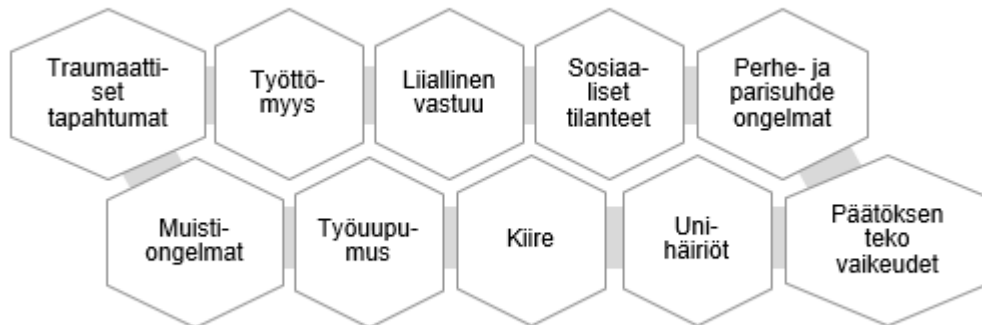 Traumaatti-
set
tapahtumat
Työttö-
myys
Liiallinen
vastuu
Sosiaa-
liset
tilanteet
Perhe- ja
parisuhde
ongelmat
Muisti-
ongelmat
Työuupu-
mus
Kiire
Uni-
häiriöt
Päätöksen
teko
vaikeudet